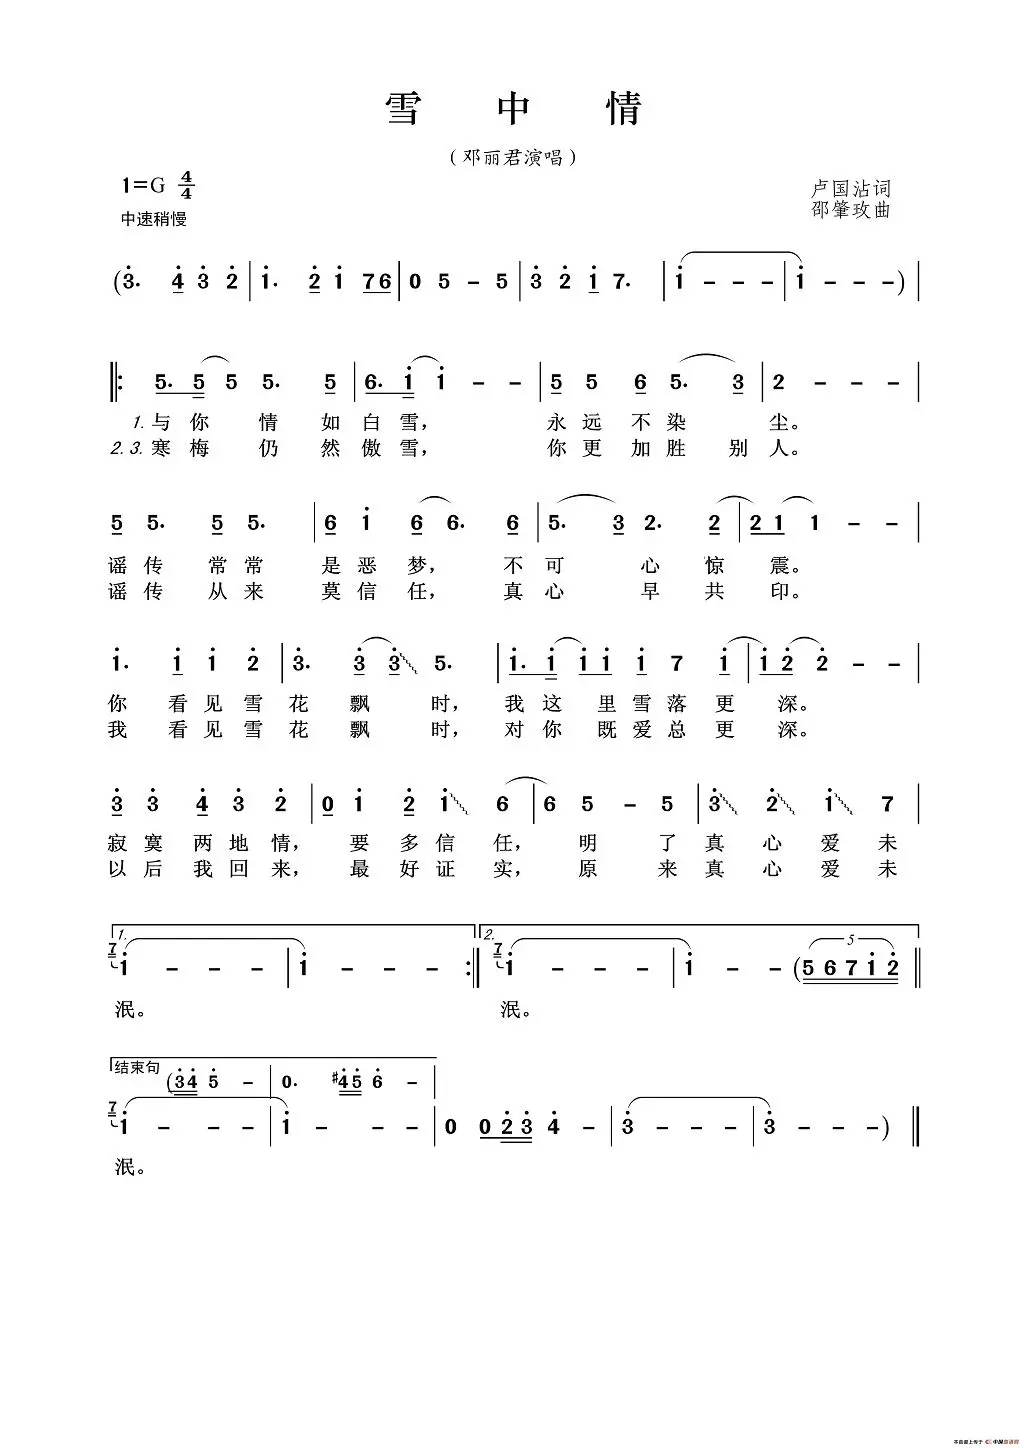 雪 中 情
(邓丽君演唱)
1=G 4/4
卢国沾词
中速稍慢
邵肇玫曲
(3. 4 3 2 | 1. 2 1 76 | 0 5 - 5 | 3 2 1 7. | 1 - - - | 1 - - -) |
|: 5. 5 5 5. 5 | 6. 1 1 - - | 5 5 6 5. 3 | 2 - - - |
1. 与你 情 如白雪, 永远不染 尘。
2. 3. 寒梅 仍 然傲雪, 你更加胜 别人。
5 5. 5 5. | 6 1 6 6. 6 | 5. 3 2. 2 | 2 1 1 - - |
谣传 常常 是恶梦, 不可 心 惊 震。
谣传 从来 莫信任, 真心 早 共 印。
1. 1 1 2 | 3. 3 3 5. | 1. 1 1 1 1 7 1 | 1 2 2 - - |
你 看见雪花飘 时, 我这里雪落更 深。
我 看见雪花飘 时, 对你既爱总更 深。
3 3 4 3 2 | 0 1 2 1 6 | 6 5 - 5 | 3 2 1 7 |
寂寞两地情, 要多信任, 明 了真心爱未
以后我回来, 最好证实, 原 来真心爱未
1. 7 1 - - - | 1 - - - :| 2. 7 1 - - - | 1 - - (5 6 7 1 2 5 ||
泯。 泯。
结束句 (3 4 5 - | 0. #4 5 6 - |
7 1 - - - | 1 - - - | 0 0 2 3 4 - | 3 - - - | 3 - - -) ||
泯。